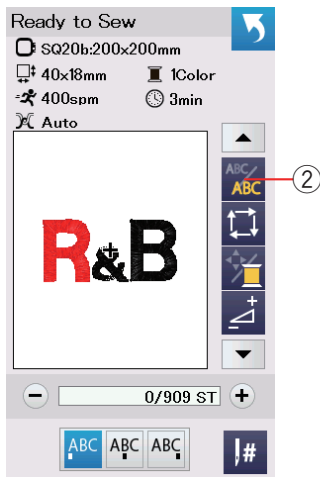 Ready to Sew
SQ20b:200x200mm
40x18mm 1Color
400spm 3min
Auto
ABC/
ABC
2
R&B
+
0/909 ST
ABC ABC ABC
#